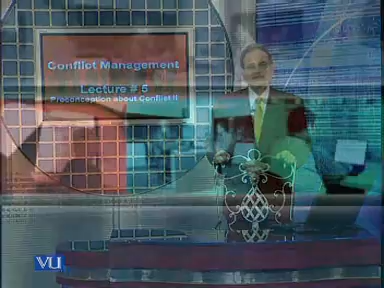 Conflict Management
Lecture # 5
Preconception about Conflict II
VU